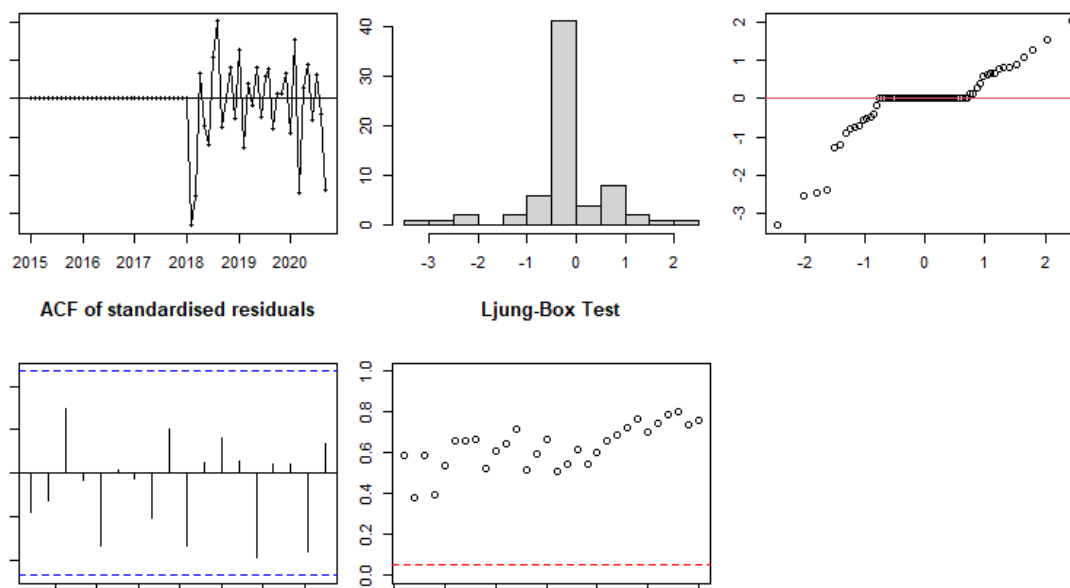 2015 2016 2017 2018 2019 2020
0 10 20 30 40
-3 -2 -1 0 1 2
-3 -2 -1 0 1 2
-2 -1 0 1 2
ACF of standardised residuals
Ljung-Box Test
0.0 0.2 0.4 0.6 0.8 1.0